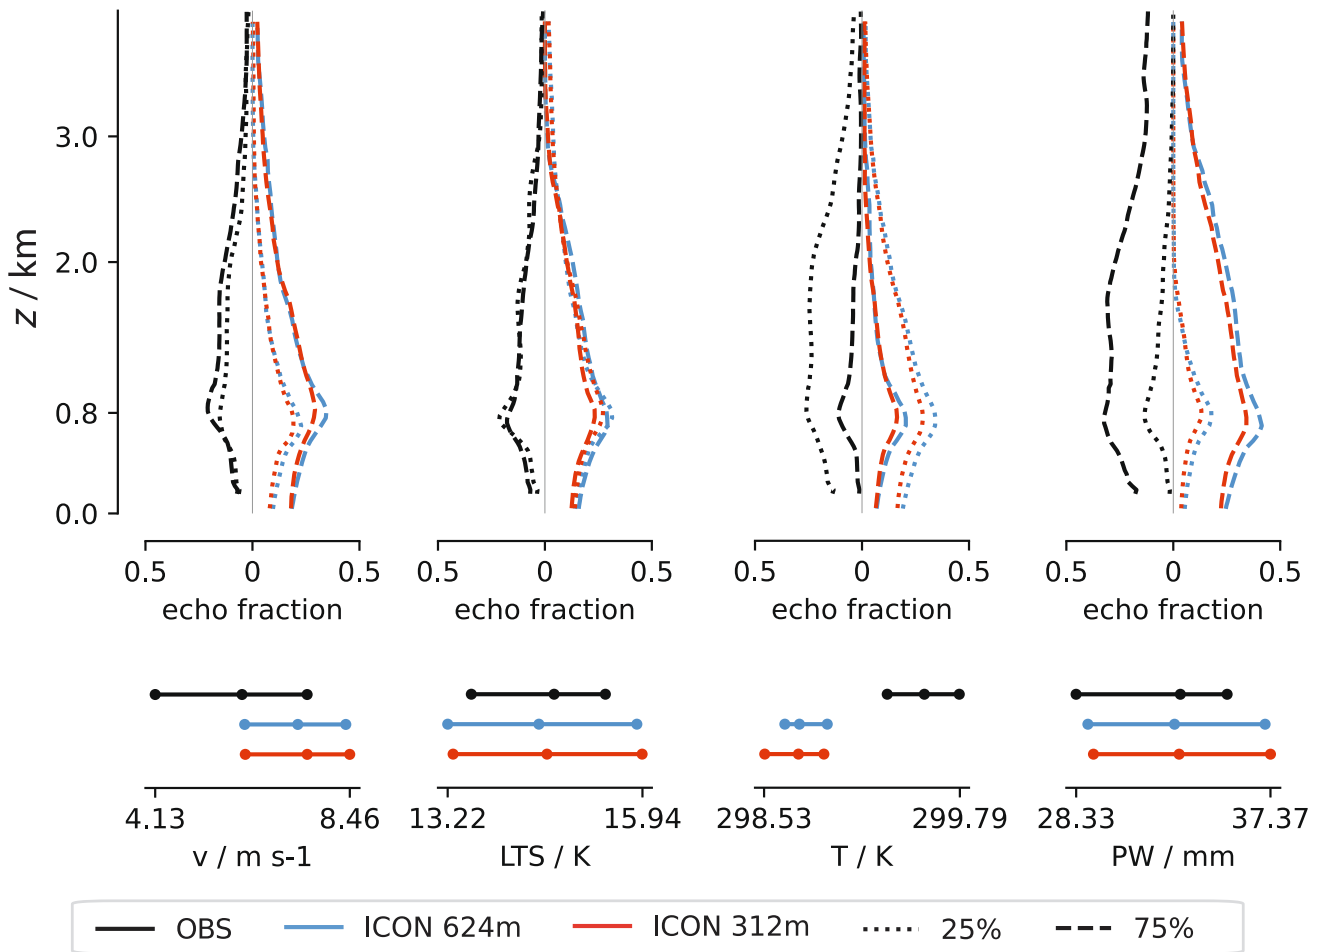 3.0
2.0
0.8
0.0
z / km
0.5 0 0.5 0.5 0 0.5 0.5 0 0.5 0.5 0 0.5
echo fraction echo fraction echo fraction echo fraction
4.13 8.46 13.22 15.94 298.53 299.79 28.33 37.37
v / m s-1 LTS / K T / K PW / mm
OBS ICON 624m ICON 312m 25% 75%